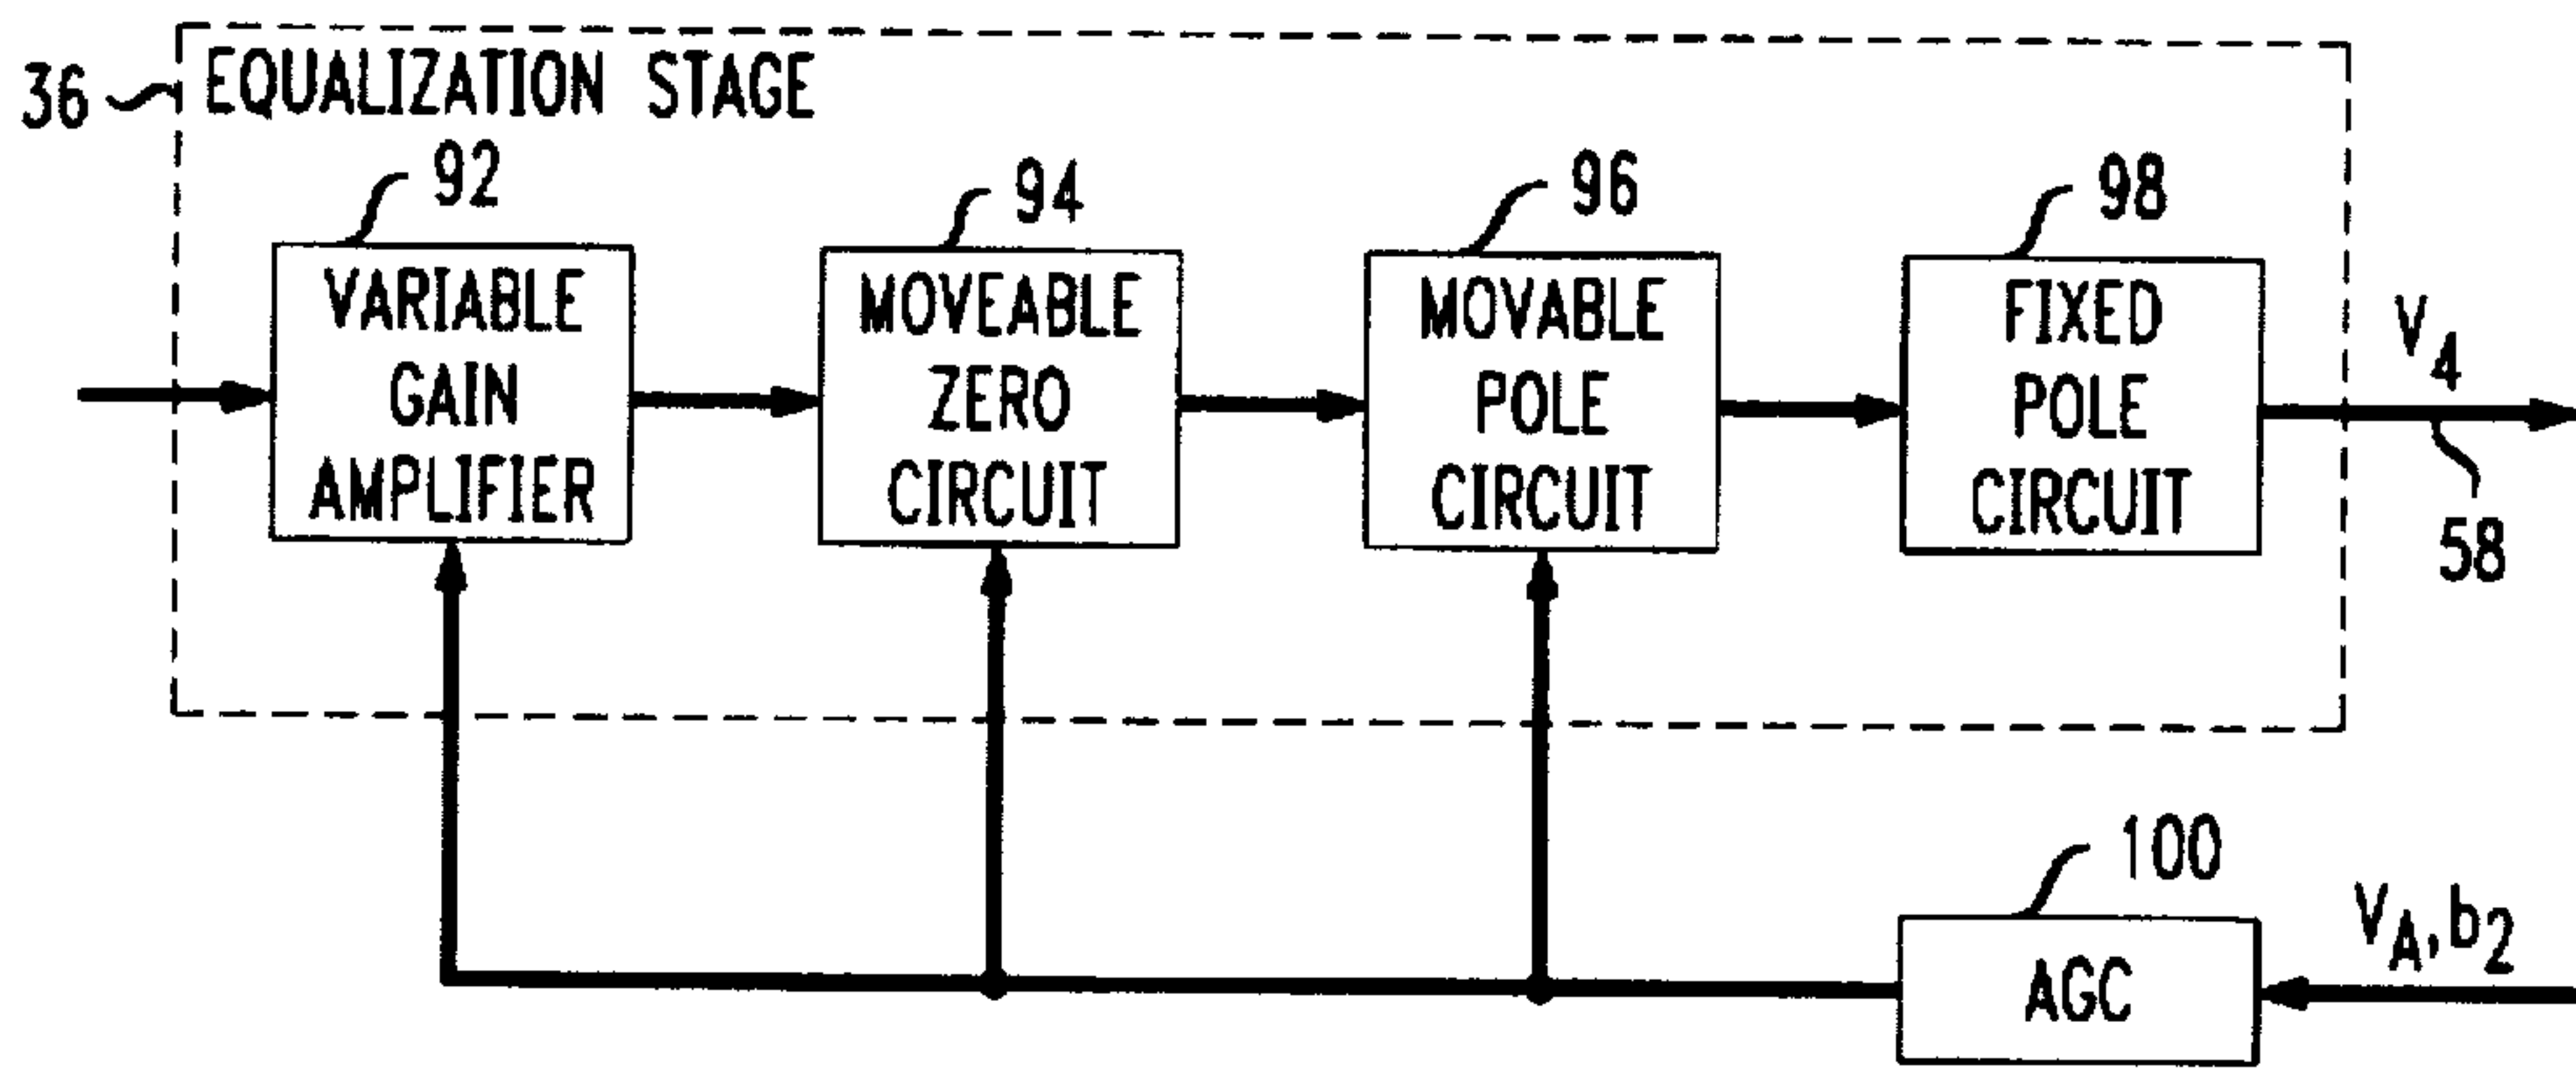 36
EQUALIZATION STAGE
92
94
96
98
VARIABLE
GAIN
AMPLIFIER
MOVEABLE
ZERO
CIRCUIT
MOVABLE
POLE
CIRCUIT
FIXED
POLE
CIRCUIT
V4
58
100
AGC
VA, b2